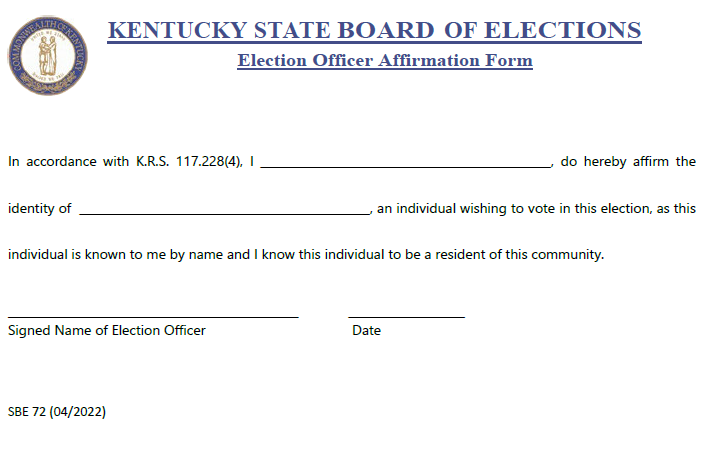 KENTUCKY STATE BOARD OF ELECTIONS
Election Officer Affirmation Form
COMMONWEALTH OF KENTUCKY
In accordance with K.R.S. 117.228(4), I ____________________, do hereby affirm the
identity of ____________________, an individual wishing to vote in this election, as this
individual is known to me by name and I know this individual to be a resident of this community.
Signed Name of Election Officer Date
SBE 72 (04/2022)